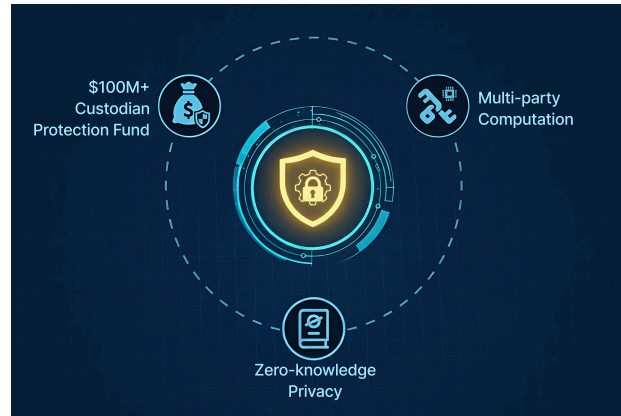 $100M+
Custodian
Protection Fund
Multi-party
Computation
Zero-knowledge
Privacy